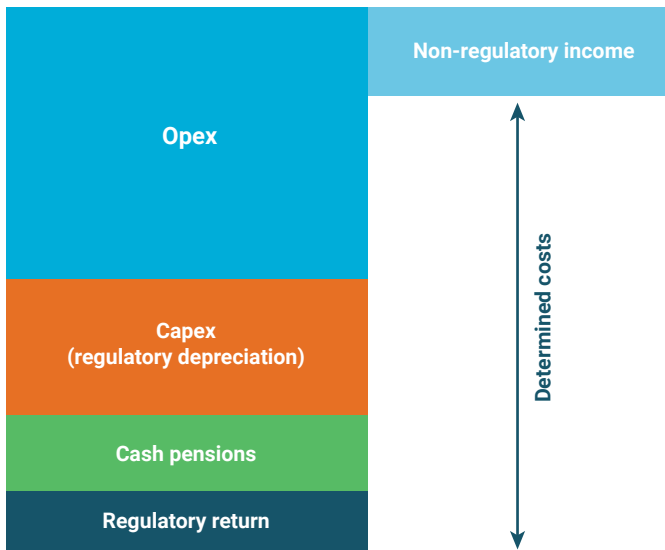 Non-regulatory income
Opex
Determined costs
Capex
(regulatory depreciation)
Cash pensions
Regulatory return